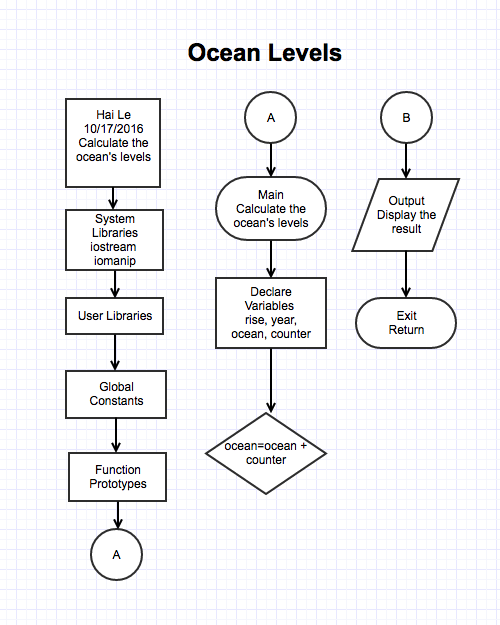 Ocean Levels
Hai Le
10/17/2016
Calculate the
ocean's levels
System
Libraries
iostream
iomanip
User Libraries
Global
Constants
Function
Prototypes
A
A
Main
Calculate the
ocean's levels
Declare
Variables
rise, year,
ocean, counter
ocean=ocean +
counter
B
Output
Display the
result
Exit
Return